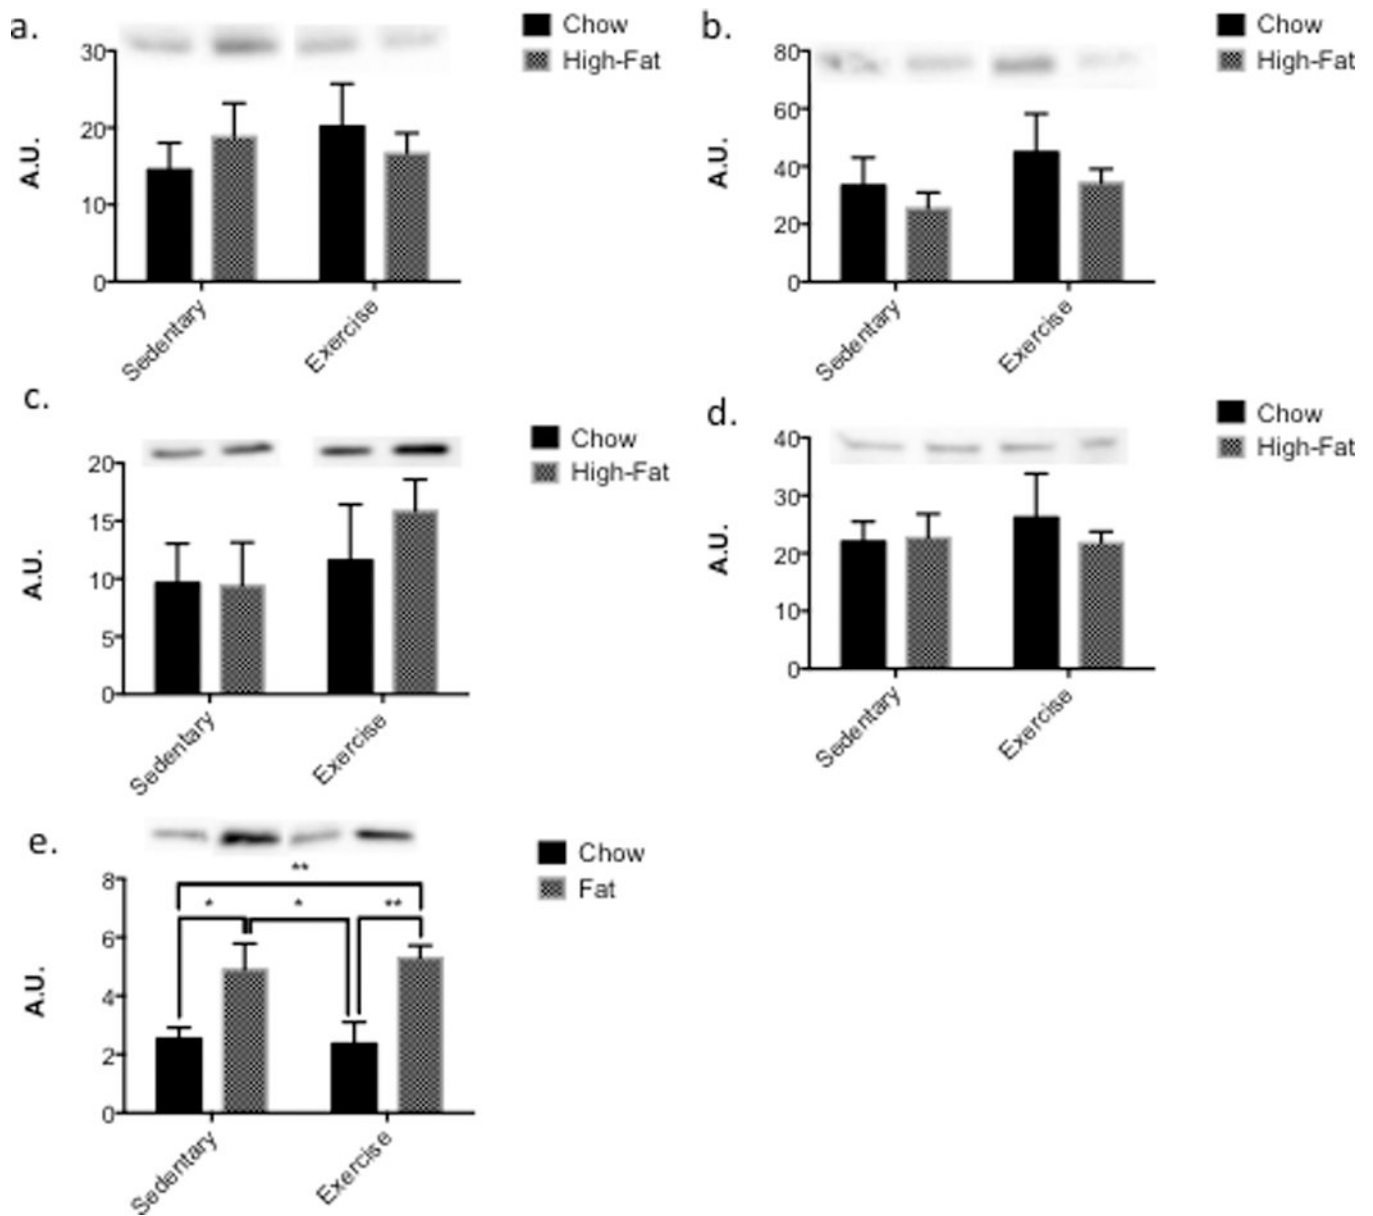 a.
Chow
High-Fat
30
20
10
0
A.U.
Sedentary
Exercise
b.
Chow
High-Fat
80
60
40
20
0
A.U.
Sedentary
Exercise
c.
Chow
High-Fat
20
15
10
5
0
A.U.
Sedentary
Exercise
d.
Chow
High-Fat
40
30
20
10
0
A.U.
Sedentary
Exercise
e.
Chow
Fat
**
* * **
8
6
4
2
0
A.U.
Sedentary
Exercise